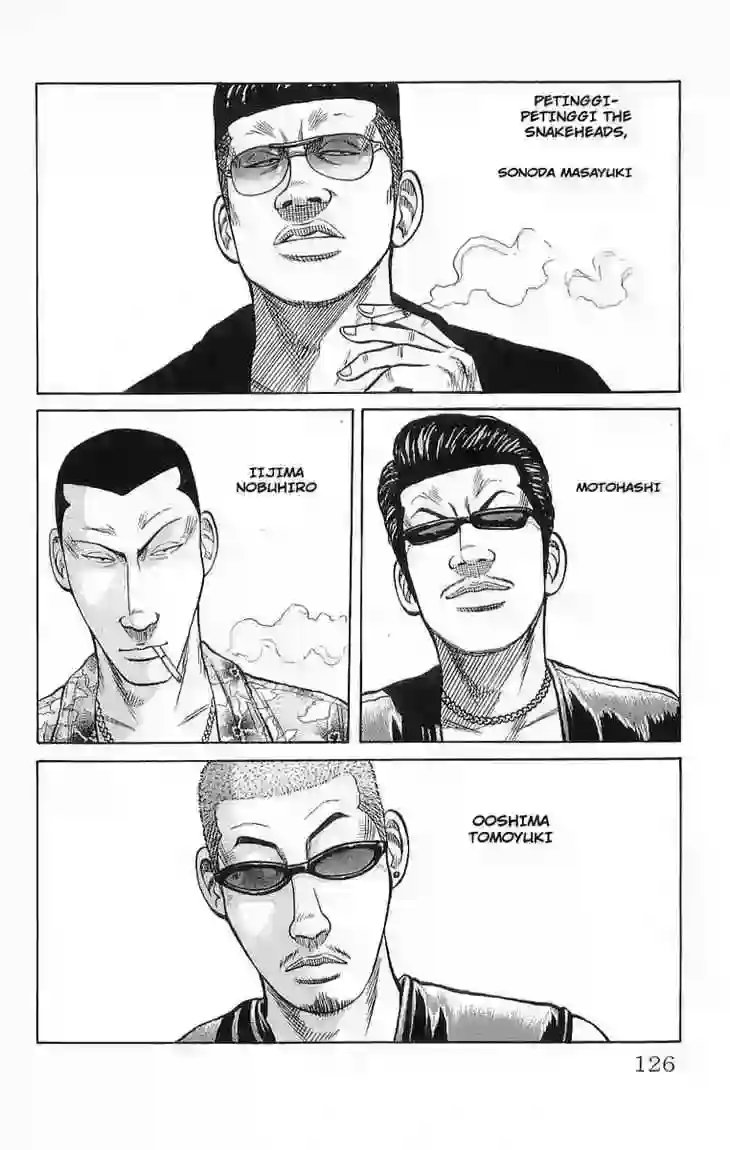 PETINGGI-
PETINGGI THE
SNAKEHEADS,
SONODA MASAYUKI
IIJIMA
NOBUHIRO
MOTOHASHI
OOSHIMA
TOMOYUKI
126